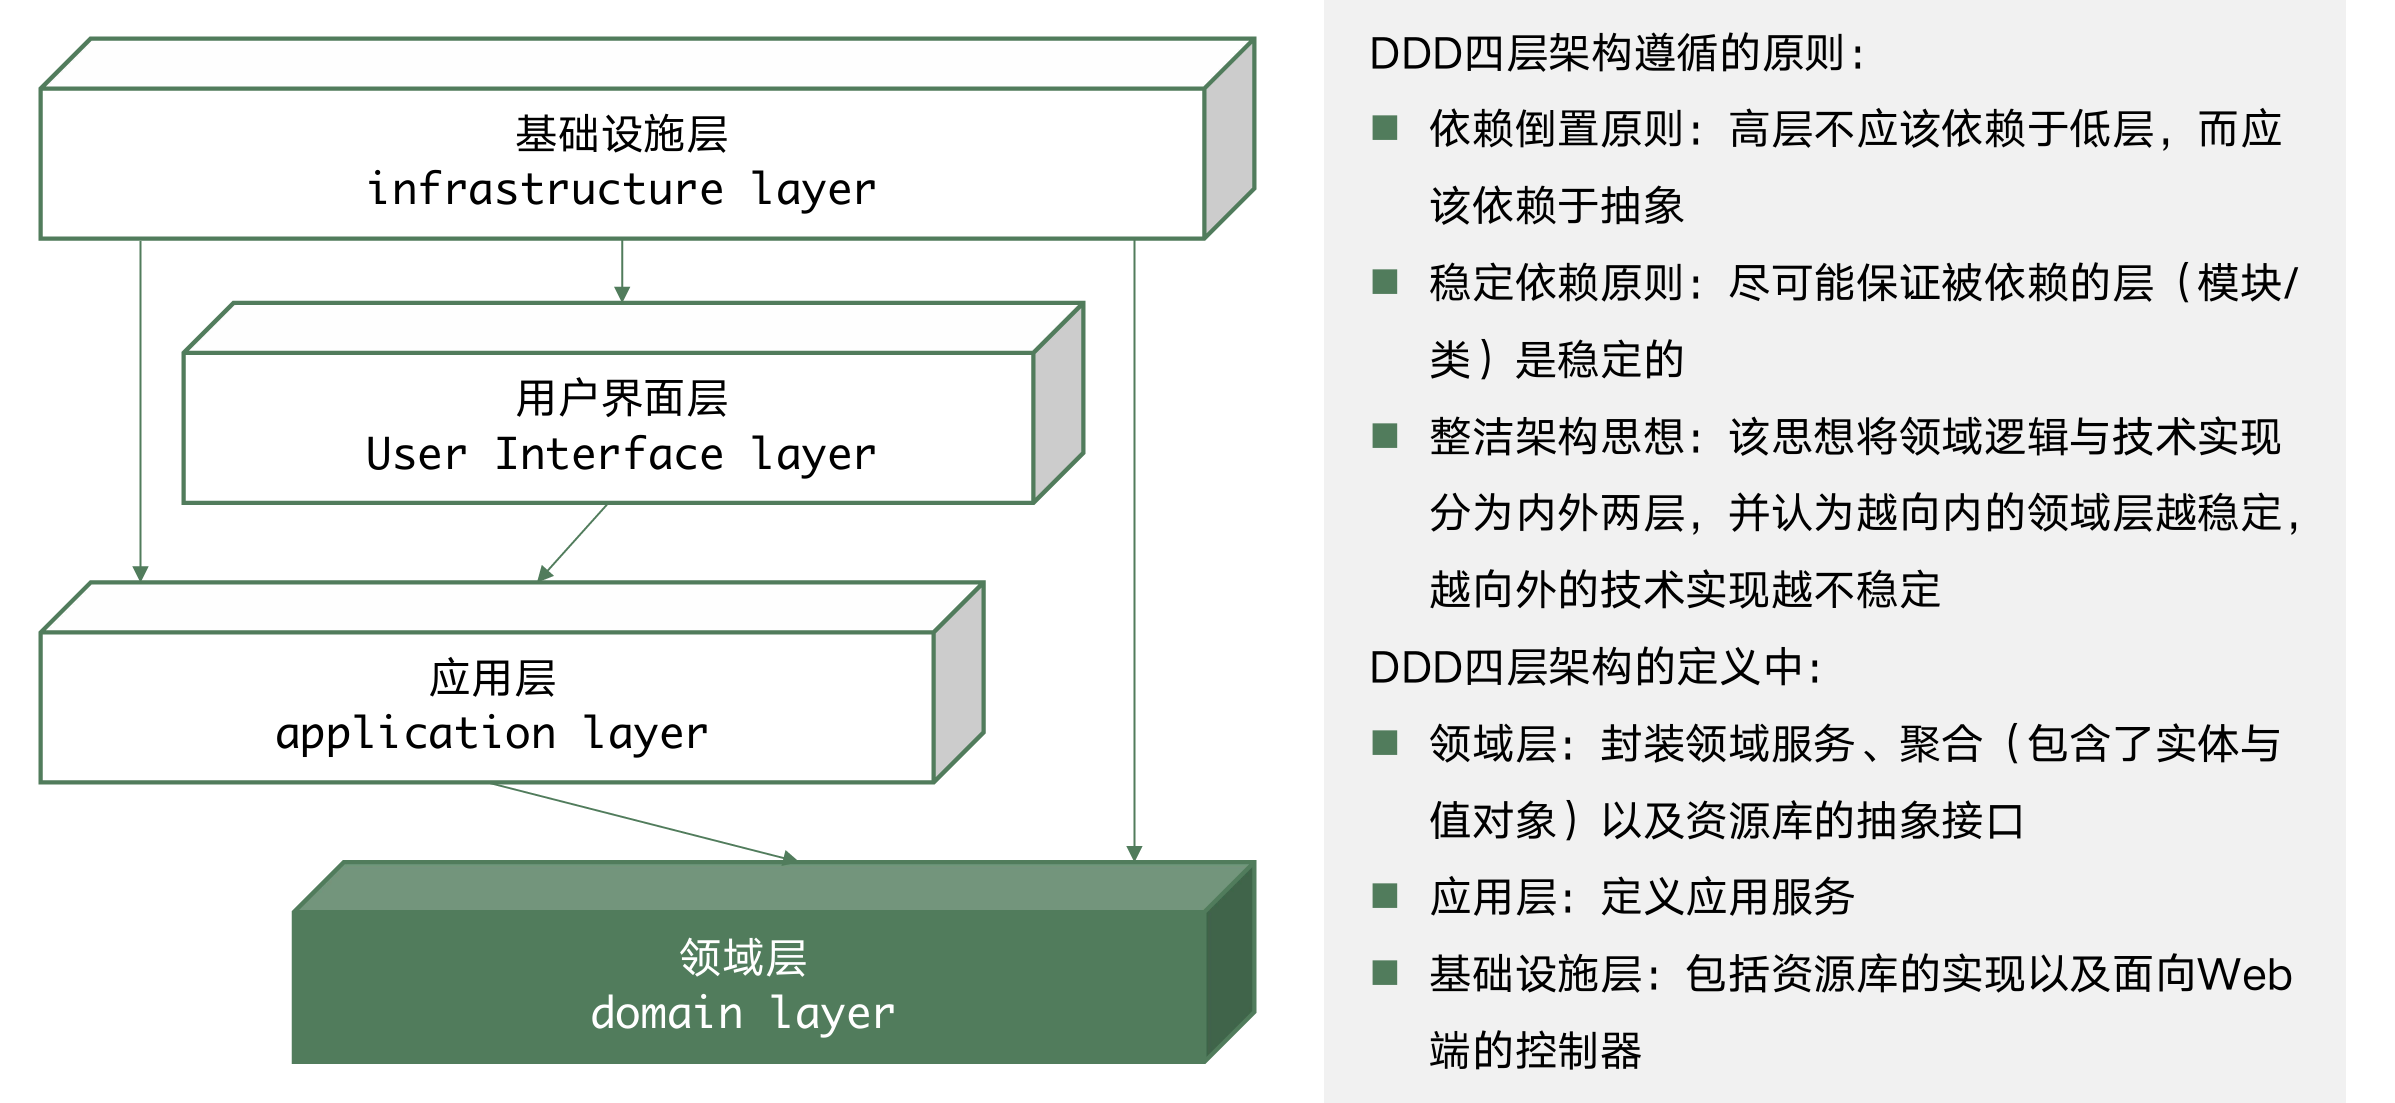 基础设施层
infrastructure layer
用户界面层
User Interface layer
应用层
application layer
领域层
domain layer
DDD四层架构遵循的原则：
■ 依赖倒置原则：高层不应该依赖于低层，而应
该依赖于抽象
■ 稳定依赖原则：尽可能保证被依赖的层（模块/
类）是稳定的
■ 整洁架构思想：该思想将领域逻辑与技术实现
分为内外两层，并认为越向内的领域层越稳定，
越向外的技术实现越不稳定
DDD四层架构的定义中：
■ 领域层：封装领域服务、聚合（包含了实体与
值对象）以及资源库的抽象接口
■ 应用层：定义应用服务
■ 基础设施层：包括资源库的实现以及面向Web
端的控制器